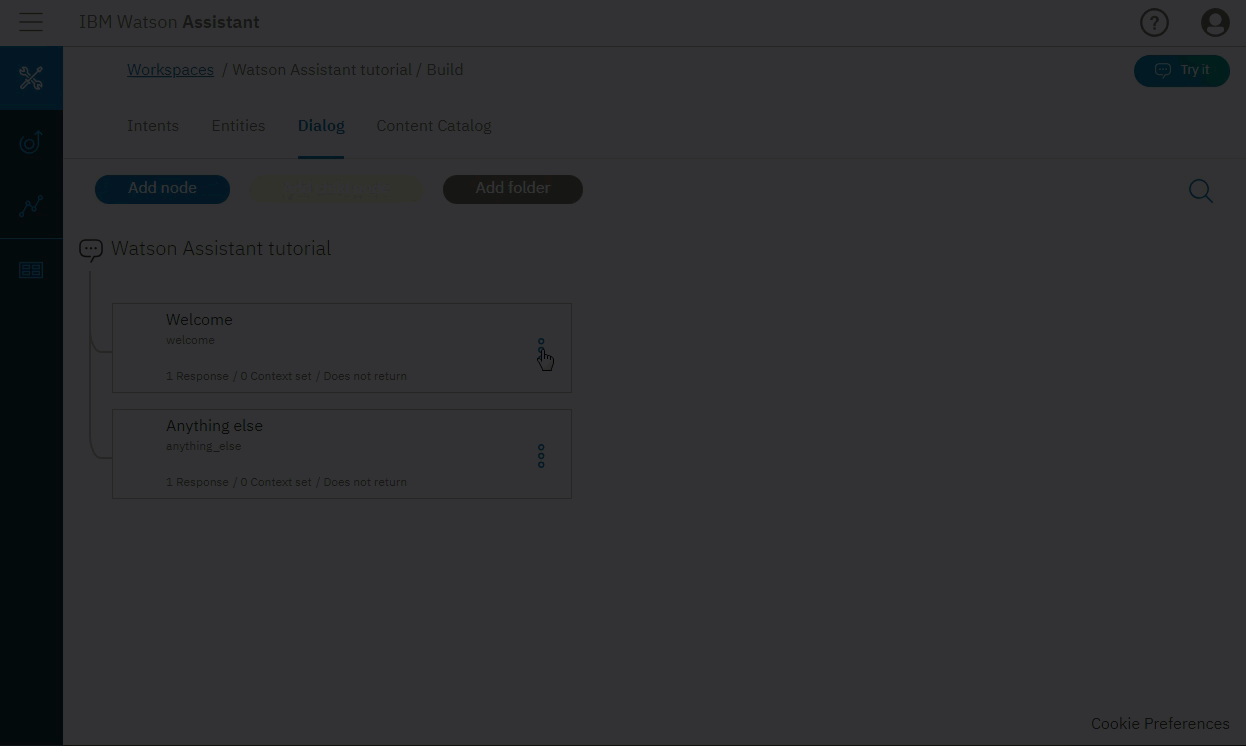 IBM Watson Assistant
?
Workspaces / Watson Assistant tutorial / Build
Try it
Intents Entities Dialog Content Catalog
Add node Add folder
Watson Assistant tutorial
Welcome
welcome
1 Response / 0 Context set / Does not return
Anything else
anything_else
1 Response / 0 Context set / Does not return
Cookie Preferences